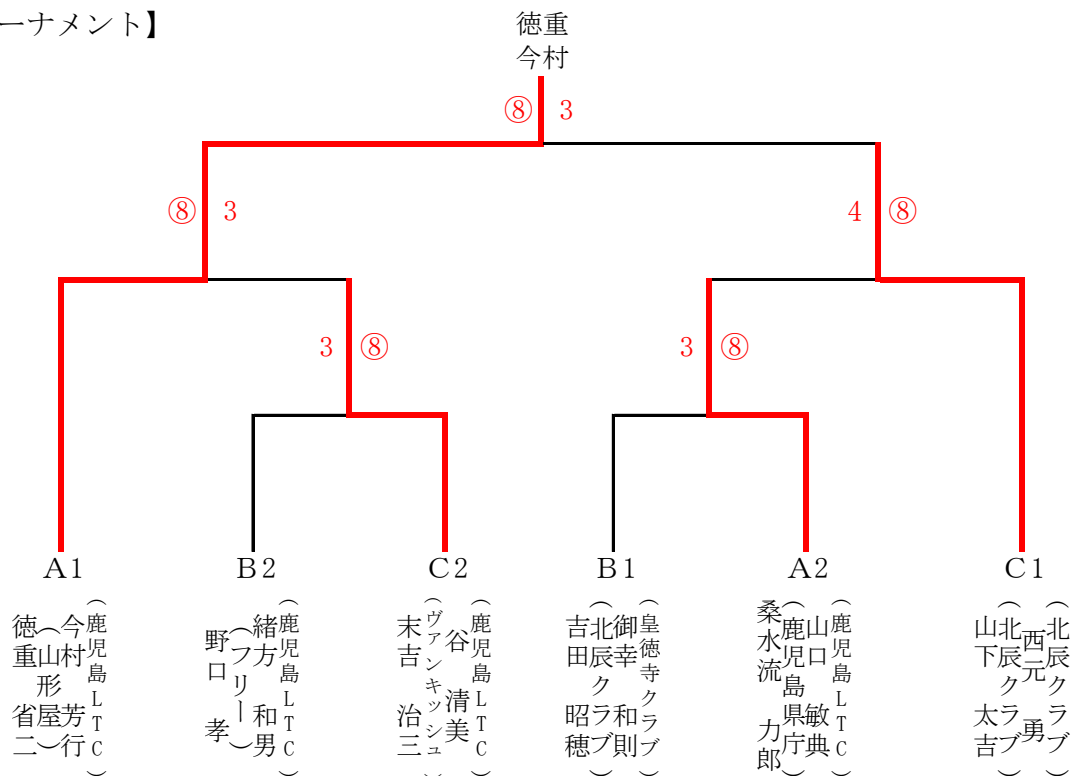 ーナメント】
徳重
今村
⑧ 3
⑧ 3
4 ⑧
3 ⑧
3 ⑧
A1
B2
C2
B1
A2
C1
徳重 省二
（山形屋）
今村 芳行
（鹿児島LTC）
野口 孝
（フリー）
緒方 和男
（鹿児島LTC）
末吉 治三
（ヴァンキッシュ）
谷 清美
（鹿児島LTC）
吉田 昭穂
（北辰クラブ）
御幸 和則
（皇徳寺クラブ）
桑水流 力郎
（鹿児島県庁）
山口 敏典
（鹿児島LTC）
山下 太吉
（北辰クラブ）
西元 勇
（北辰クラブ）